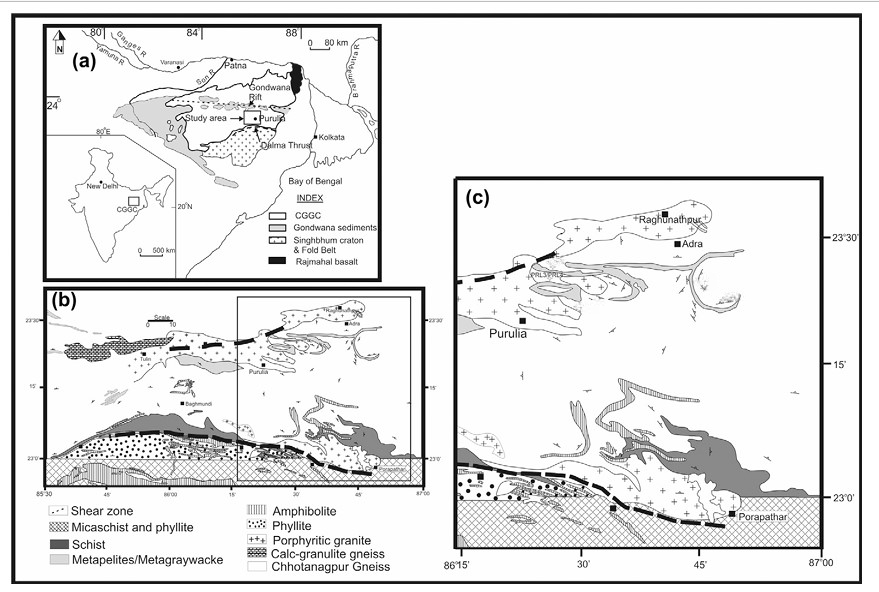 80 84 88
0 80 km
N
(a)
Ganges R
Yamuna R
Varanasi
Patna
Son R
Brahmaputra R
Gondwana
Rift
24°
Study area
Purulia
Dalma Thrust
Kolkata
80°E
New Delhi
CGGC
20°N
0 500 km
Bay of Bengal
INDEX
CGGC
Gondwana sediments
Singhbhum craton
& Fold Belt
Rajmahal basalt
(b)
Scale
0 10
23°30'
Raghunathpur
Adra
Tulin
Purulia
15'
Baghmundi
23°0'
Porapathar
85°30 45' 86°00 15' 30' 45' 87°00
Shear zone
Micaschist and phyllite
Schist
Metapelites/Metagraywacke
Amphibolite
Phyllite
Porphyritic granite
Calc-granulite gneiss
Chhotanagpur Gneiss
(c)
Raghunathpur
Adra
23°30'
Purulia
15'
23°0'
Porapathar
86°15' 30' 45' 87°00